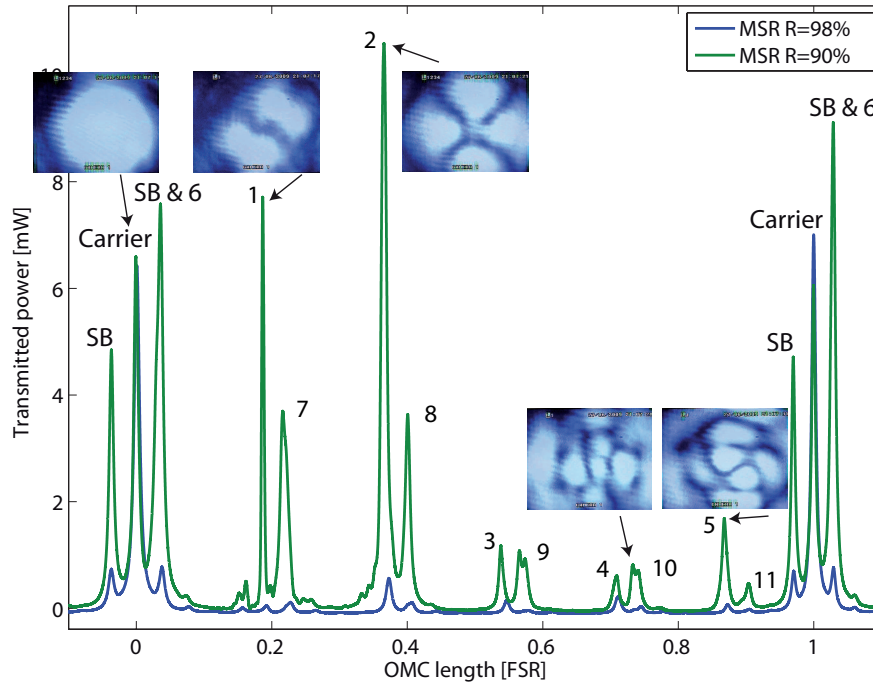 MSR R=98%
MSR R=90%
10
8
6
4
2
0
Transmitted power [mW]
0
0.2
0.4
0.6
0.8
1
OMC length [FSR]
SB
Carrier
SB & 6
1
7
2
8
3
9
4
10
5
11
SB
Carrier
SB & 6